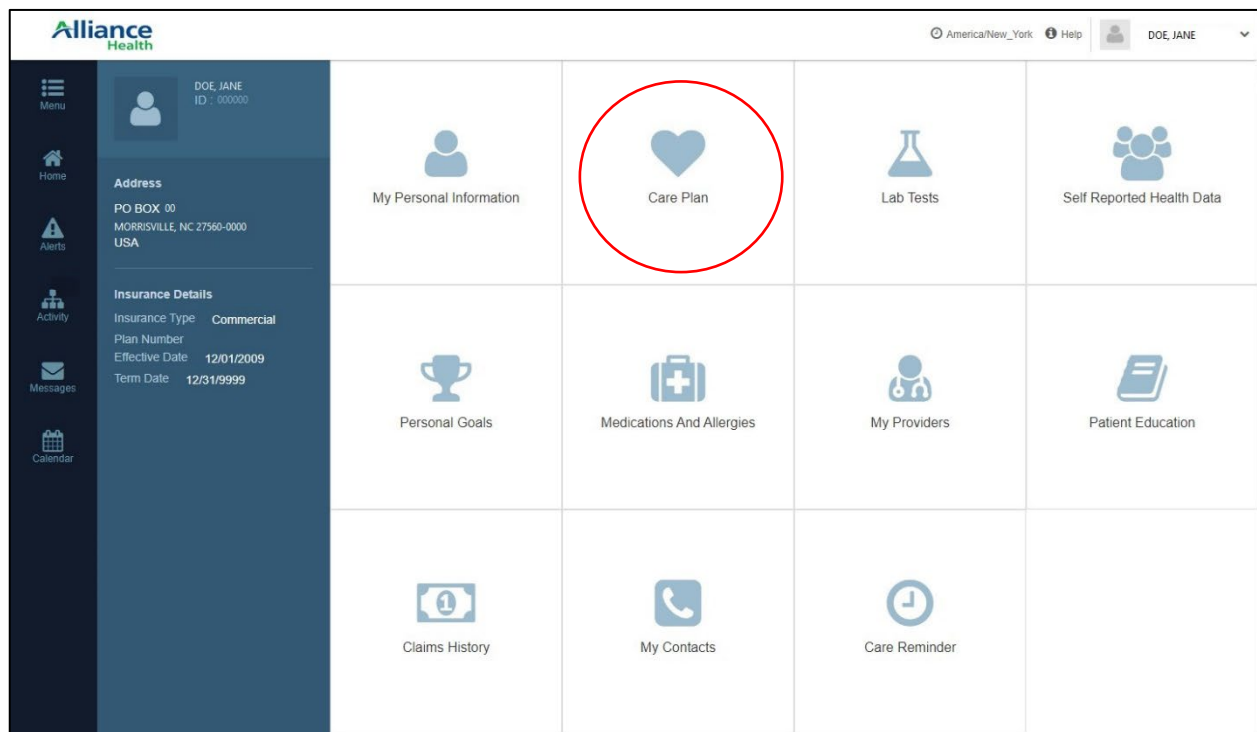 Alliance
Health
America/New_York Help DOE, JANE
Menu
Home
Alerts
Activity
Messages
Calendar
DOE, JANE
ID : 000000
Address
PO BOX 00
MORRISVILLE, NC 27560-0000
USA
Insurance Details
Insurance Type Commercial
Plan Number
Effective Date 12/01/2009
Term Date 12/31/9999
My Personal Information
Care Plan
Lab Tests
Self Reported Health Data
Personal Goals
Medications And Allergies
My Providers
Patient Education
1
Claims History
My Contacts
Care Reminder